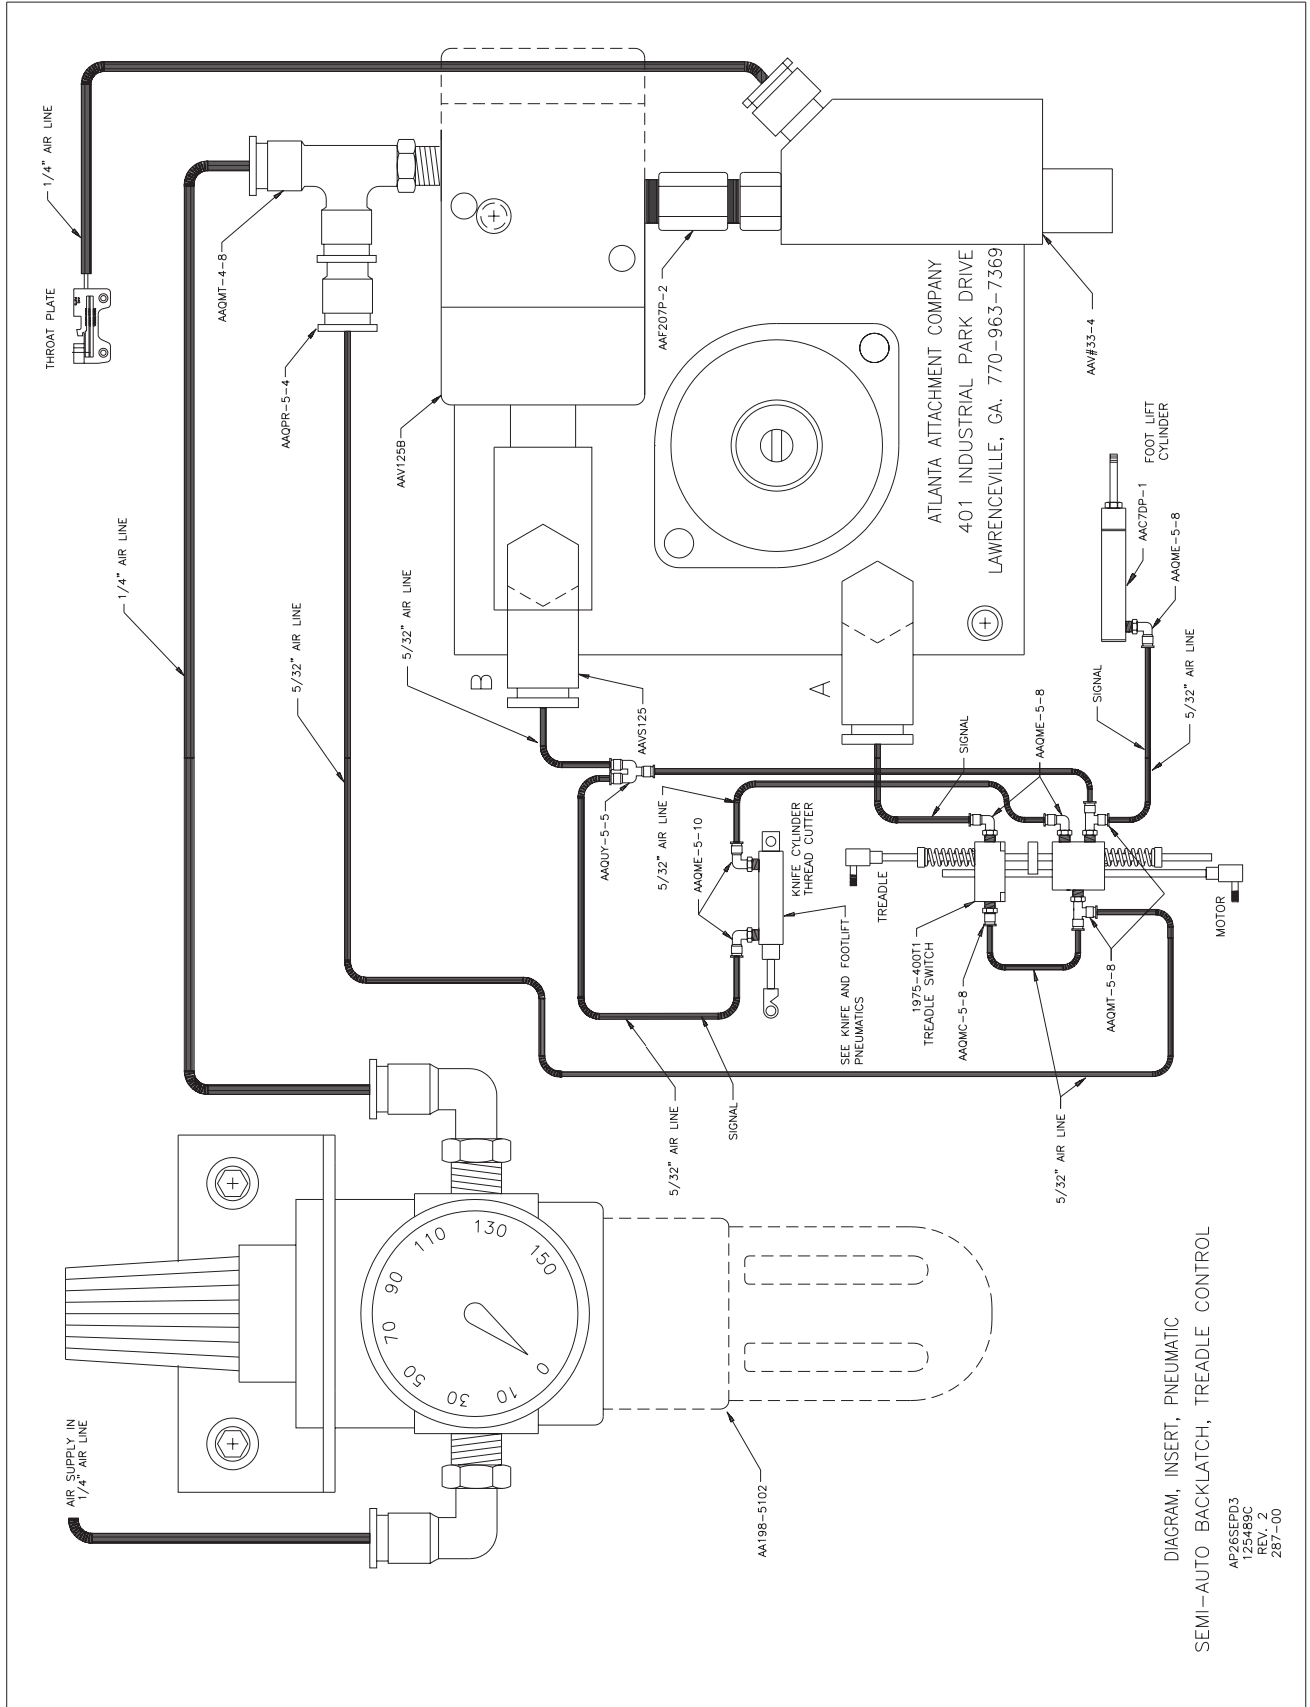 THROAT PLATE
1/4" AIR LINE
AAQMT-4-8
AAQPR-5-4
1/4" AIR LINE
5/32" AIR LINE
AAV125B
5/32" AIR LINE
B
AAVS125
AAF207P-2
ATLANTA ATTACHMENT COMPANY
401 INDUSTRIAL PARK DRIVE
LAWRENCEVILLE, GA. 770-963-7369
AAV#33-4
A
FOOT LIFT
CYLINDER
AAC7DP-1
AAQME-5-8
5/32" AIR LINE
SIGNAL
AAQME-5-8
SIGNAL
AAQUY-5-5
5/32" AIR LINE
AAQME-5-10
KNIFE CYLINDER
THREAD CUTTER
SEE KNIFE AND FOOTLIFT
PNEUMATICS
TREADLE
1975-400T1
TREADLE SWITCH
AAQMC-5-8
MOTOR
AAQMT-5-8
5/32" AIR LINE
SIGNAL
5/32" AIR LINE
AIR SUPPLY IN
1/4" AIR LINE
0
10
30
50
70
90
110
130
150
AA198-5102
DIAGRAM, INSERT, PNEUMATIC
SEMI-AUTO BACKLATCH, TREADLE CONTROL
AP26SEPD3
125489C
REV. 2
287-00